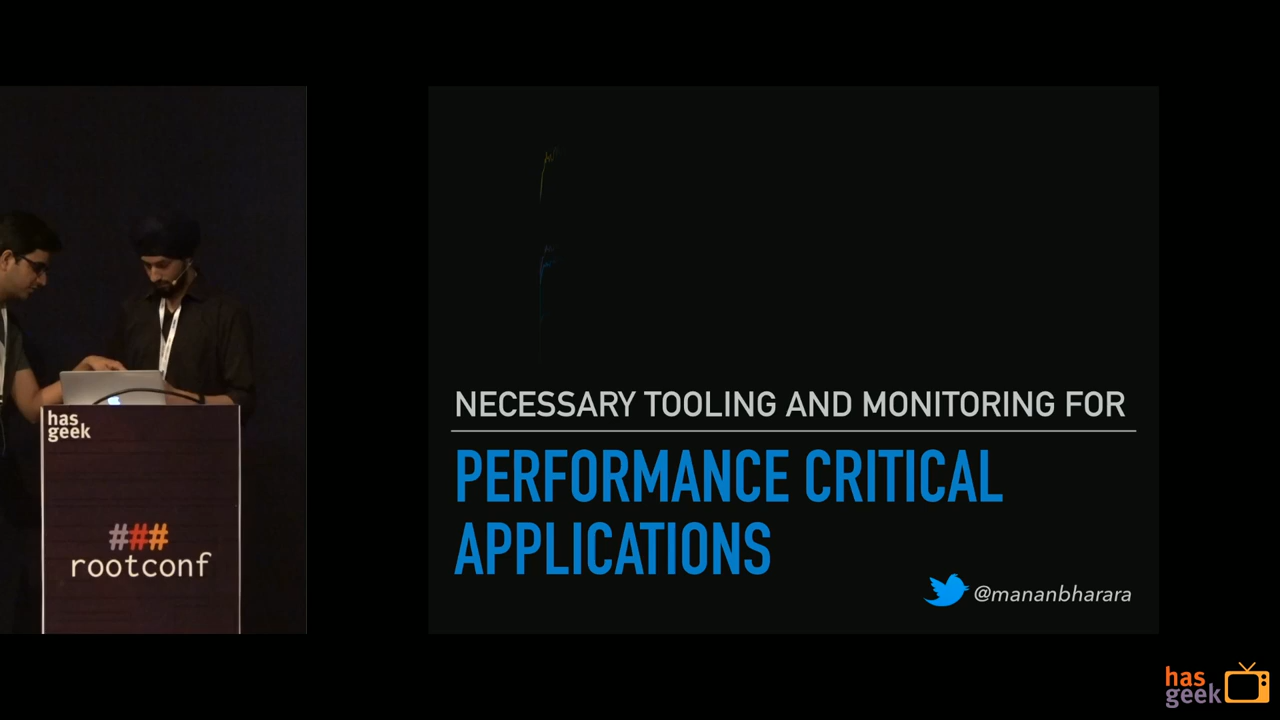 has
geek
###
rootconf
NECESSARY TOOLING AND MONITORING FOR
PERFORMANCE CRITICAL
APPLICATIONS
@mananbharara
has
geek